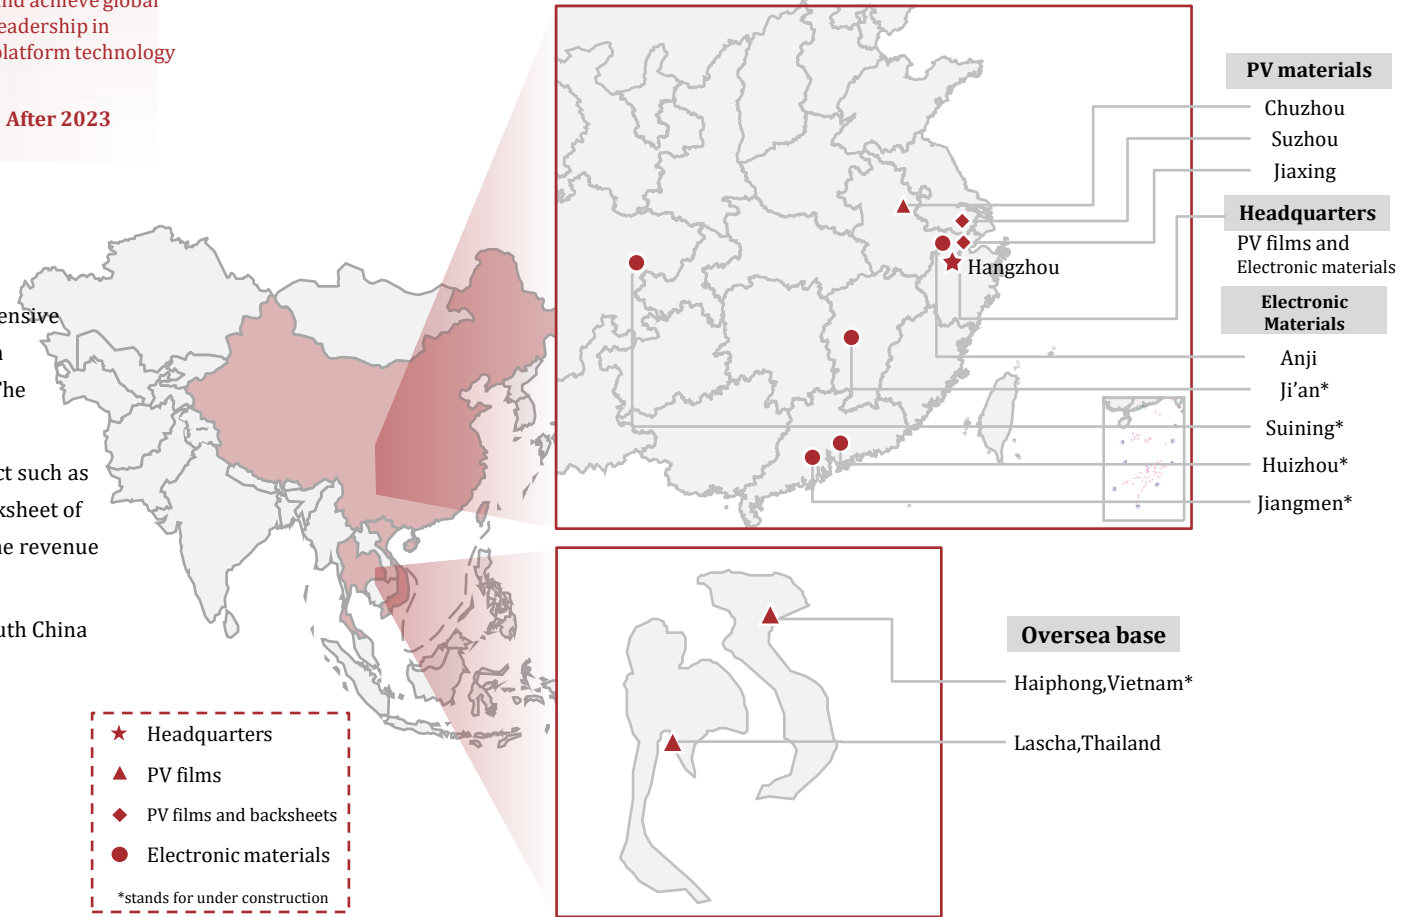 and achieve global
leadership in
platform technology
After 2023
The
ct such as
ksheet of
ne revenue
uth China
PV materials
Chuzhou
Suzhou
Jiaxing
Headquarters
PV films and
Electronic materials
Hangzhou
Electronic
Materials
Anji
Ji’an*
Suining*
Huizhou*
Jiangmen*
Oversea base
Haiphong,Vietnam*
Lascha,Thailand
Headquarters
PV films
PV films and backsheets
Electronic materials
*stands for under construction